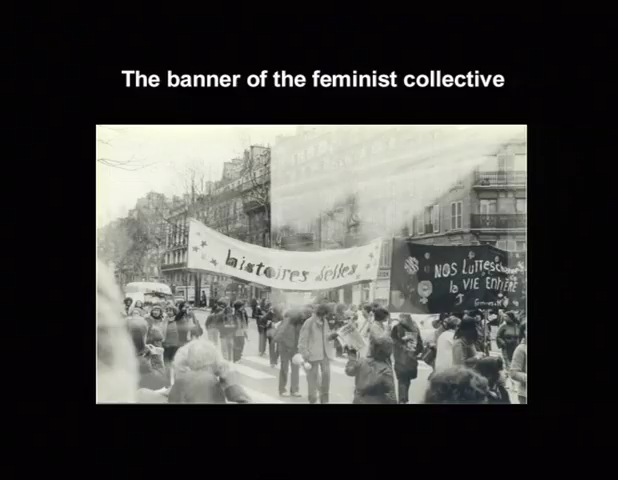 The banner of the feminist collective
histoires d'elles
NOS LUTTES
la VIE ENTIÈRE